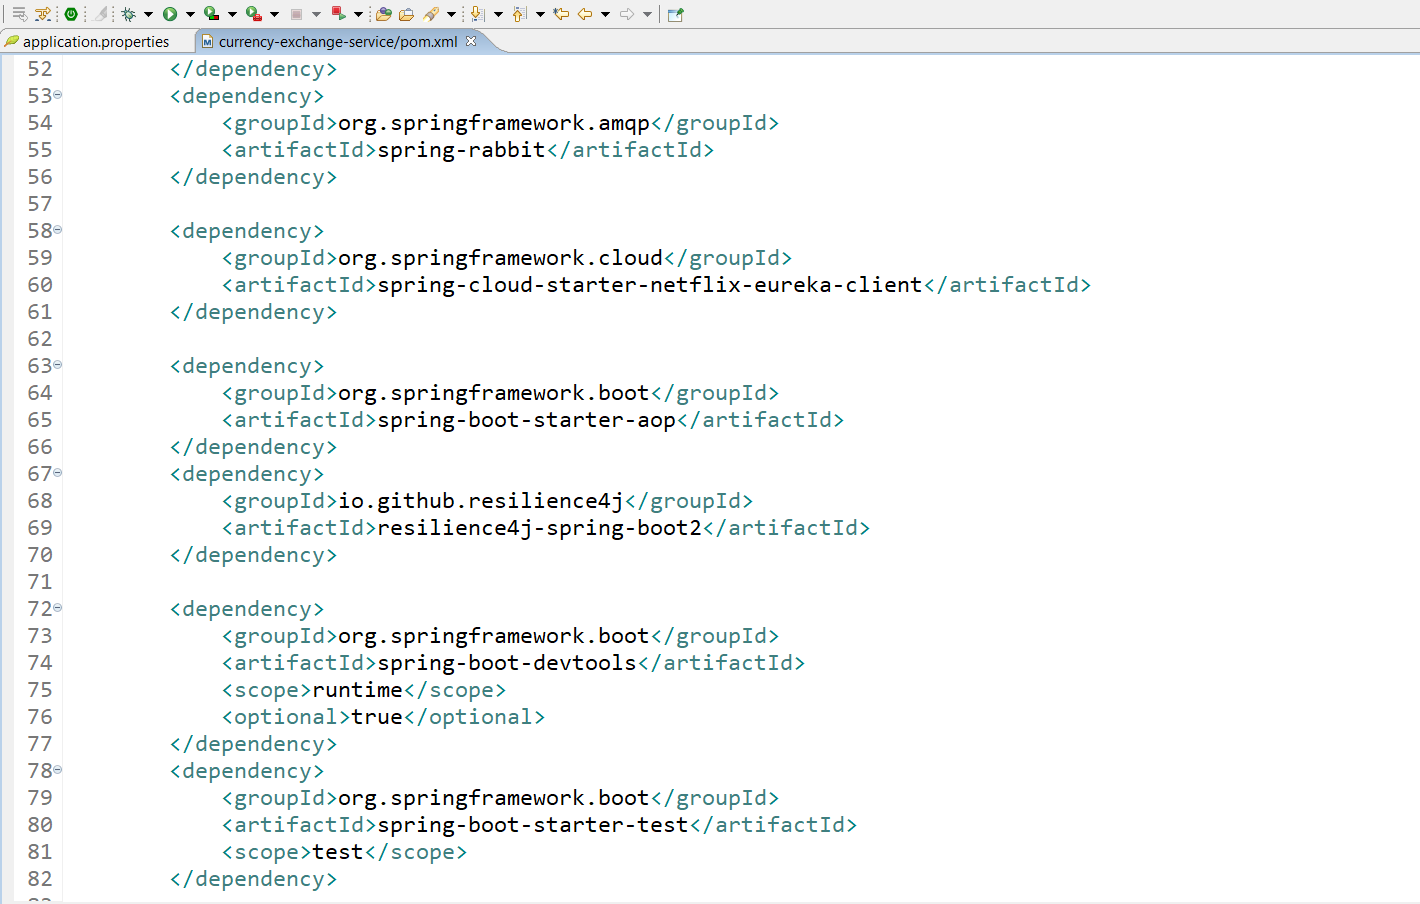 application.properties
currency-exchange-service/pom.xml
52 </dependency>
53 <dependency>
54 <groupId>org.springframework.amqp</groupId>
55 <artifactId>spring-rabbit</artifactId>
56 </dependency>
57
58 <dependency>
59 <groupId>org.springframework.cloud</groupId>
60 <artifactId>spring-cloud-starter-netflix-eureka-client</artifactId>
61 </dependency>
62
63 <dependency>
64 <groupId>org.springframework.boot</groupId>
65 <artifactId>spring-boot-starter-aop</artifactId>
66 </dependency>
67 <dependency>
68 <groupId>io.github.resilience4j</groupId>
69 <artifactId>resilience4j-spring-boot2</artifactId>
70 </dependency>
71
72 <dependency>
73 <groupId>org.springframework.boot</groupId>
74 <artifactId>spring-boot-devtools</artifactId>
75 <scope>runtime</scope>
76 <optional>true</optional>
77 </dependency>
78 <dependency>
79 <groupId>org.springframework.boot</groupId>
80 <artifactId>spring-boot-starter-test</artifactId>
81 <scope>test</scope>
82 </dependency>